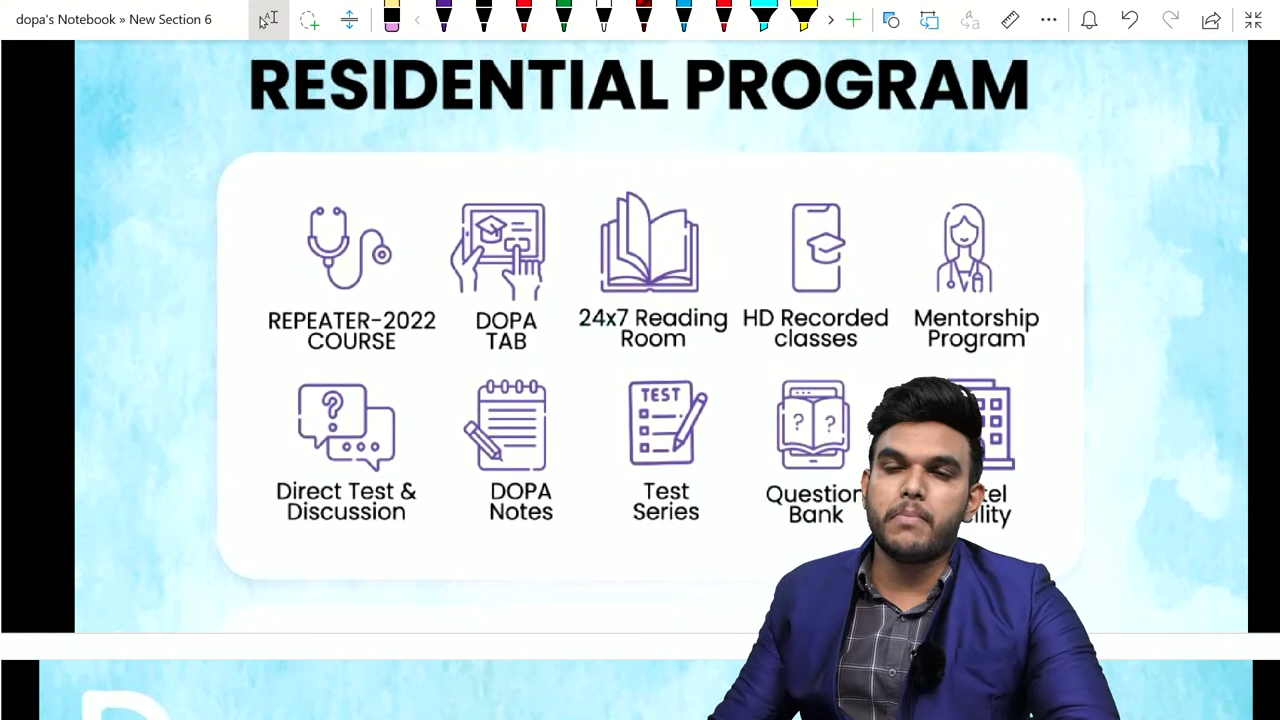 dopa's Notebook » New Section 6
RESIDENTIAL PROGRAM
REPEATER-2022
COURSE
DOPA
TAB
24x7 Reading
Room
HD Recorded
classes
Mentorship
Program
Direct Test &
Discussion
DOPA
Notes
TEST
Test
Series
Question
Bank